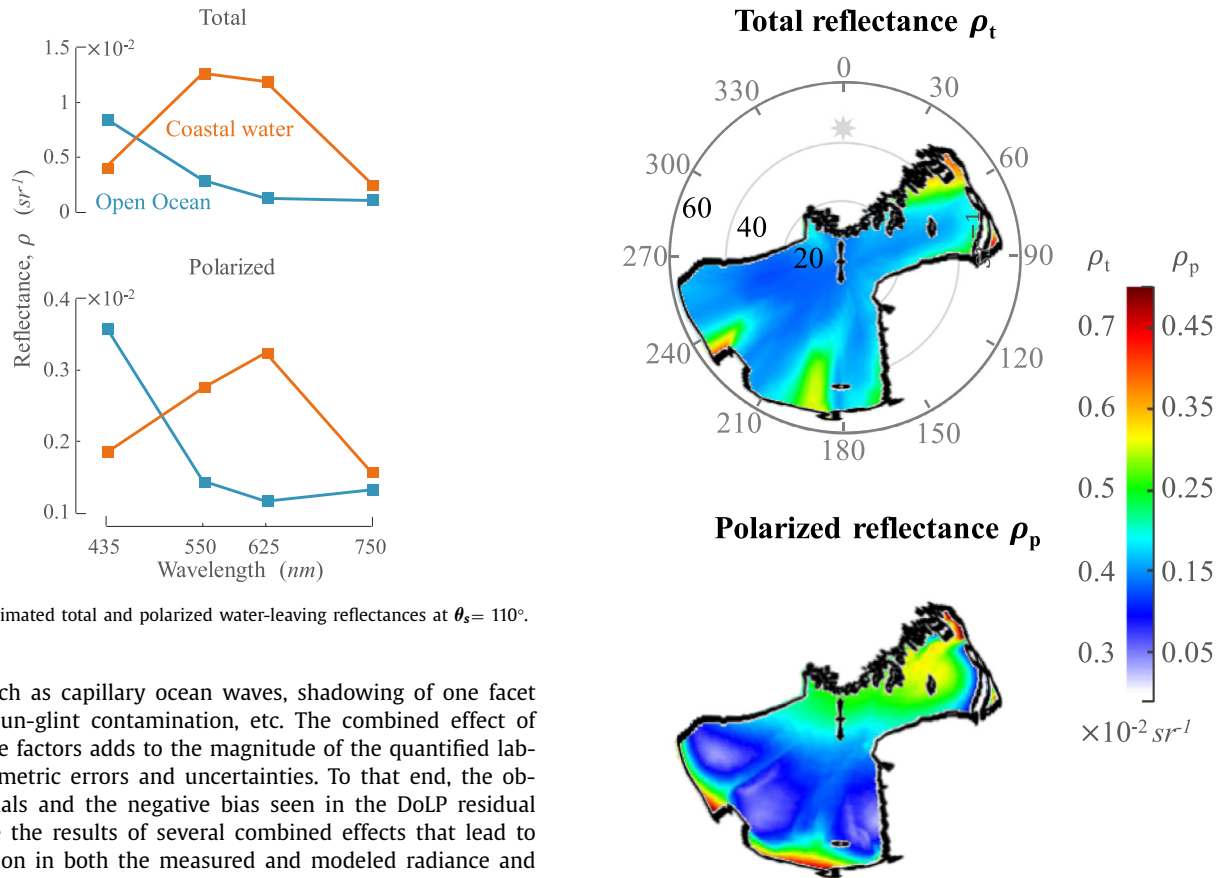 Total
1.5 ×10⁻²
1
0.5
0
Coastal water
Open Ocean
Reflectance, ρ (sr⁻¹)
Polarized
0.4 ×10⁻²
0.3
0.2
0.1
435 550 625 750
Wavelength (nm)
imated total and polarized water-leaving reflectances at θₛ= 110°.
ch as capillary ocean waves, shadowing of one facet
un-glint contamination, etc. The combined effect of
e factors adds to the magnitude of the quantified lab-
metric errors and uncertainties. To that end, the ob-
als and the negative bias seen in the DoLP residual
e the results of several combined effects that lead to
on in both the measured and modeled radiance and
Total reflectance ρₜ
0
330 30
300 60
60
40
20
270 90
240 120
210 150
180
ρₜ ρₚ
0.7 0.45
0.6 0.35
0.5 0.25
0.4 0.15
0.3 0.05
×10⁻² sr⁻¹
Polarized reflectance ρₚ